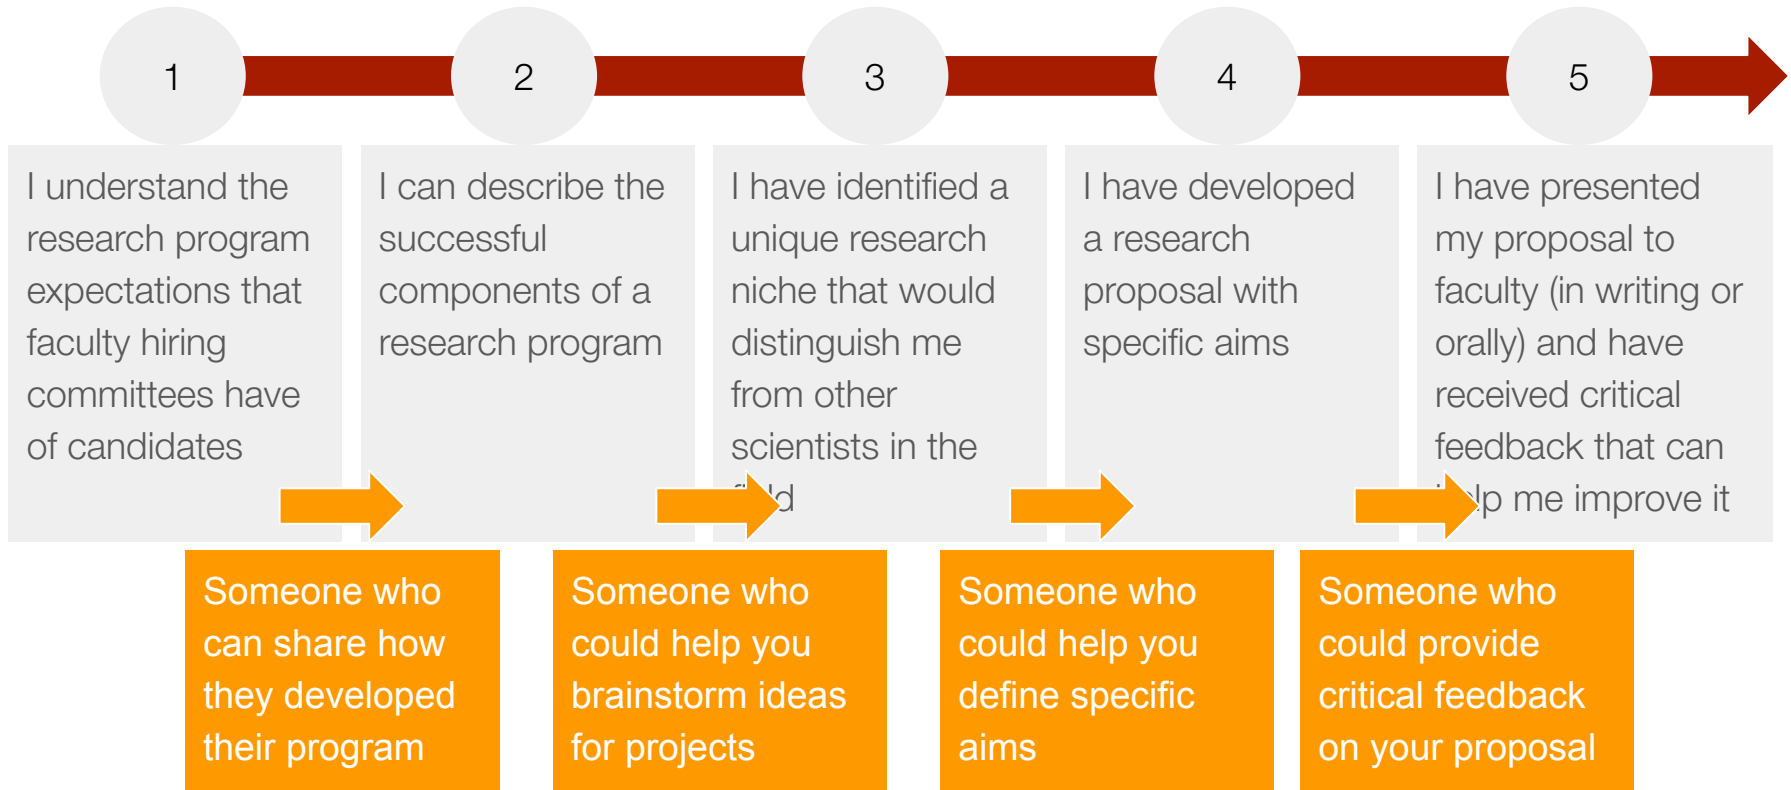 1
2
3
4
5
I understand the
research program
expectations that
faculty hiring
committees have
of candidates
I can describe the
successful
components of a
research program
I have identified a
unique research
niche that would
distinguish me
from other
scientists in the
field
I have developed
a research
proposal with
specific aims
I have presented
my proposal to
faculty (in writing or
orally) and have
received critical
feedback that can
help me improve it
Someone who
can share how
they developed
their program
Someone who
could help you
brainstorm ideas
for projects
Someone who
could help you
define specific
aims
Someone who
could provide
critical feedback
on your proposal